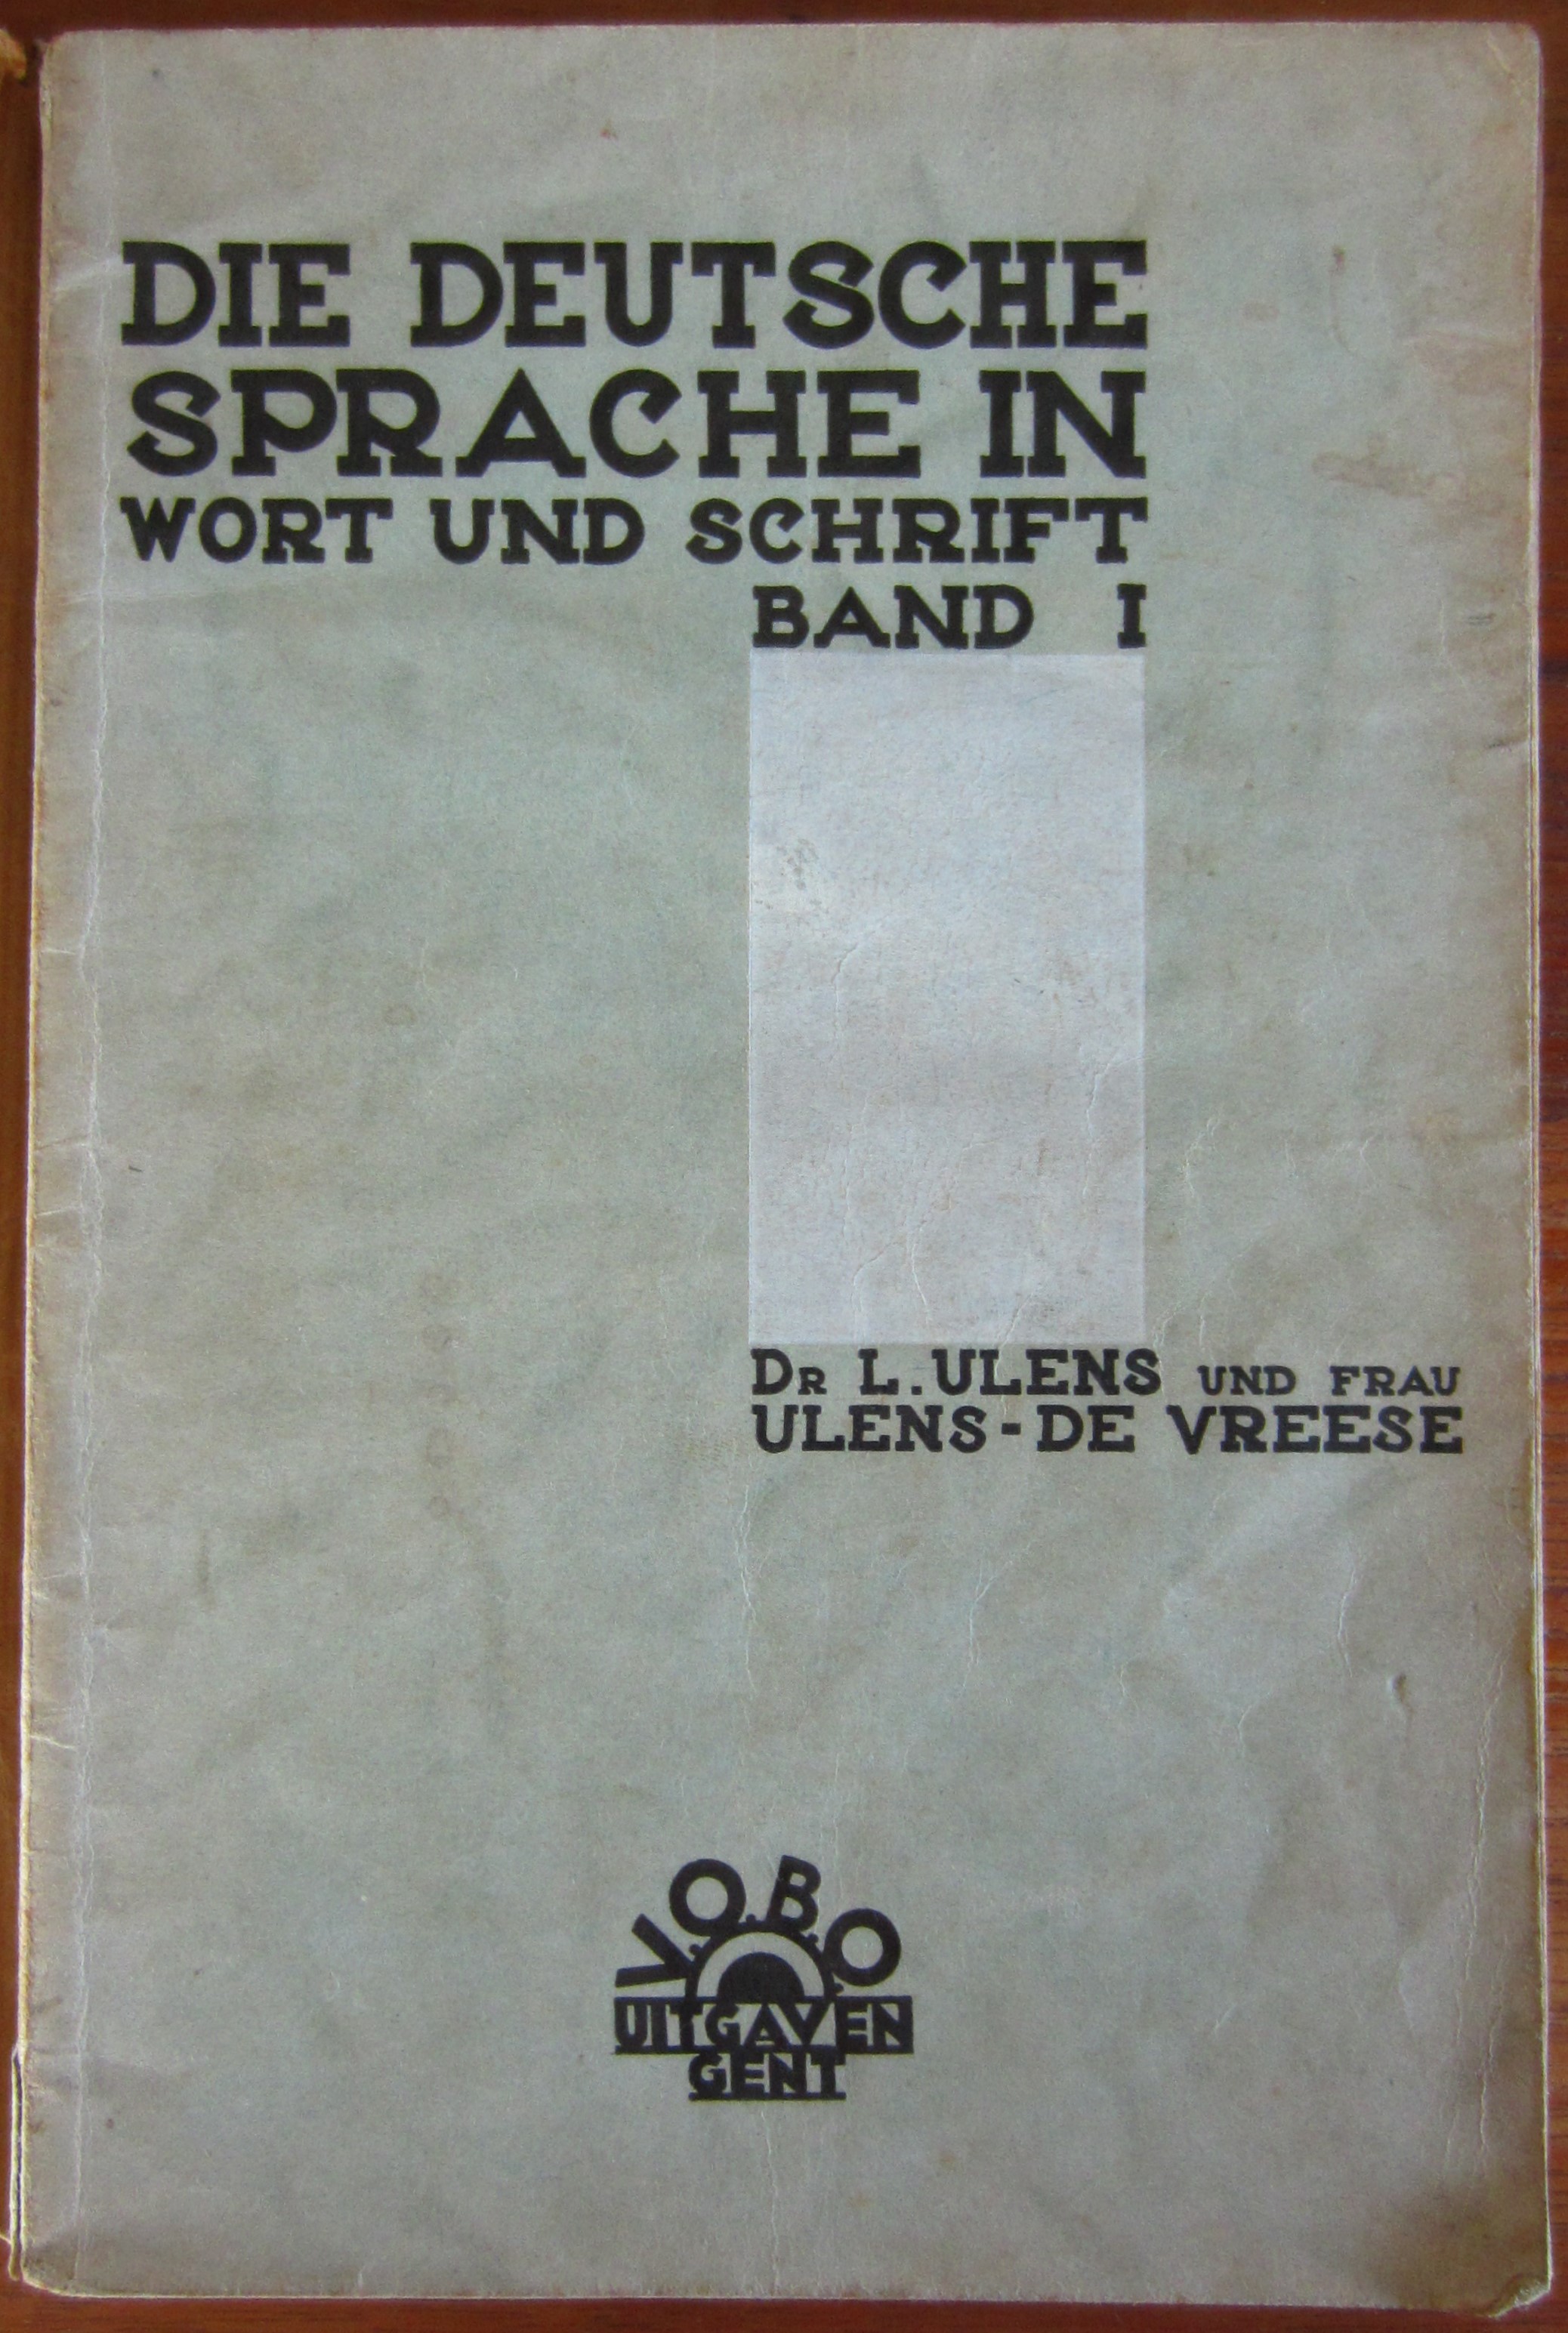 DIE DEUTSCHE
SPRACHE IN
WORT UND SCHRIFT
BAND I
DR L. ULENS UND FRAU
ULENS-DE VREESE
V.O.B.O
UITGAVEN
GENT